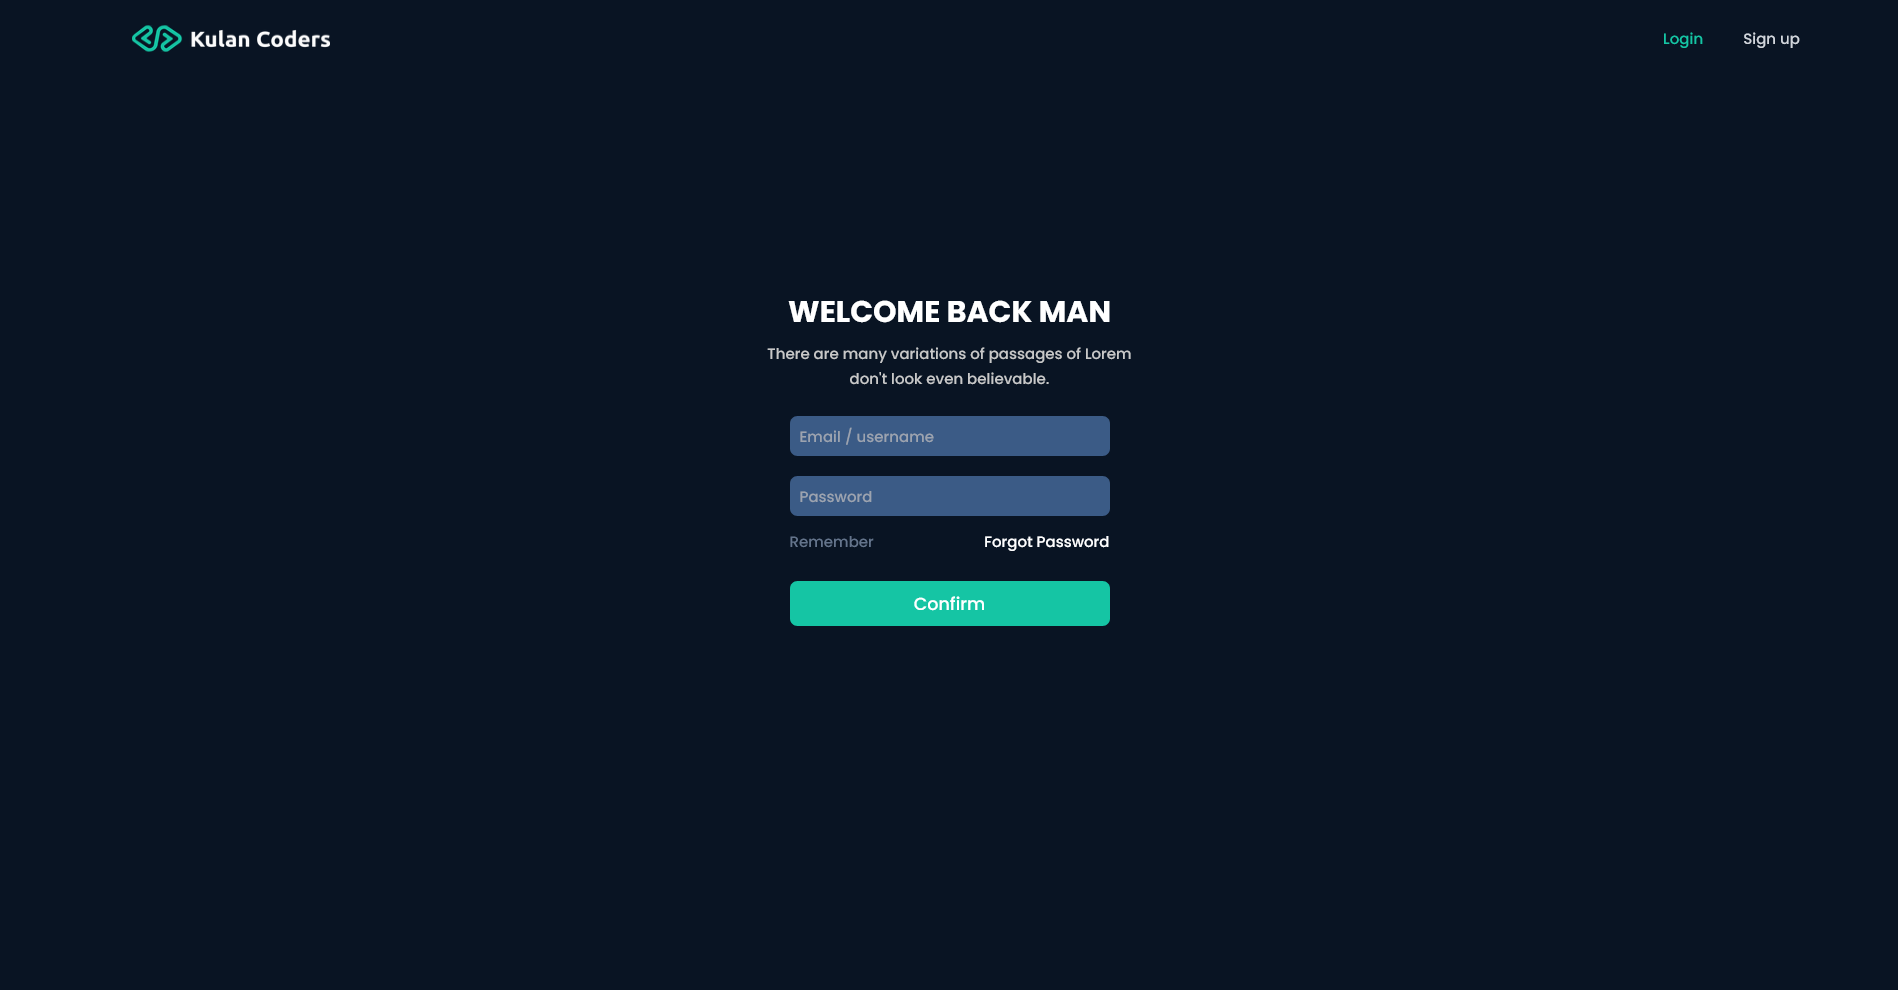 Kulan Coders
Login
Sign up
WELCOME BACK MAN
There are many variations of passages of Lorem
don't look even believable.
Email / username
Password
Remember
Forgot Password
Confirm